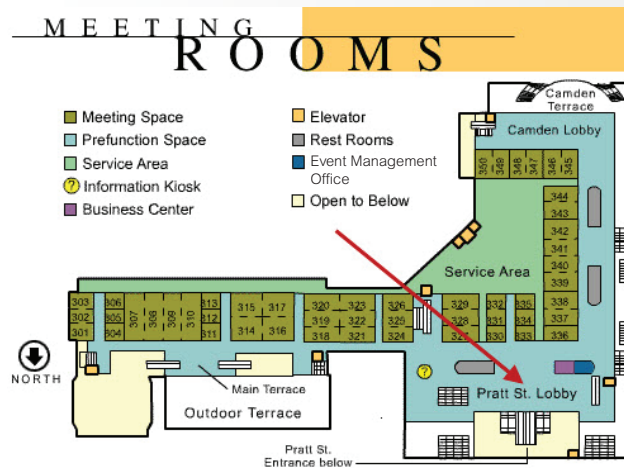 MEETING
ROOMS
Meeting Space
Prefunction Space
Service Area
? Information Kiosk
Business Center
Elevator
Rest Rooms
Event Management
Office
Open to Below
Camden
Terrace
Camden Lobby
350 349 348 347 346 345
344
343
342
341
340
339
338
337
336
Service Area
303 306 307 308 309 310 313 315 317 320 323 326 329 332 335
302 305 312 319 322 325 328 331 334
301 304 311 314 316 318 321 324 327 330 333
NORTH
?
Main Terrace
Outdoor Terrace
Pratt St. Lobby
Pratt St.
Entrance below